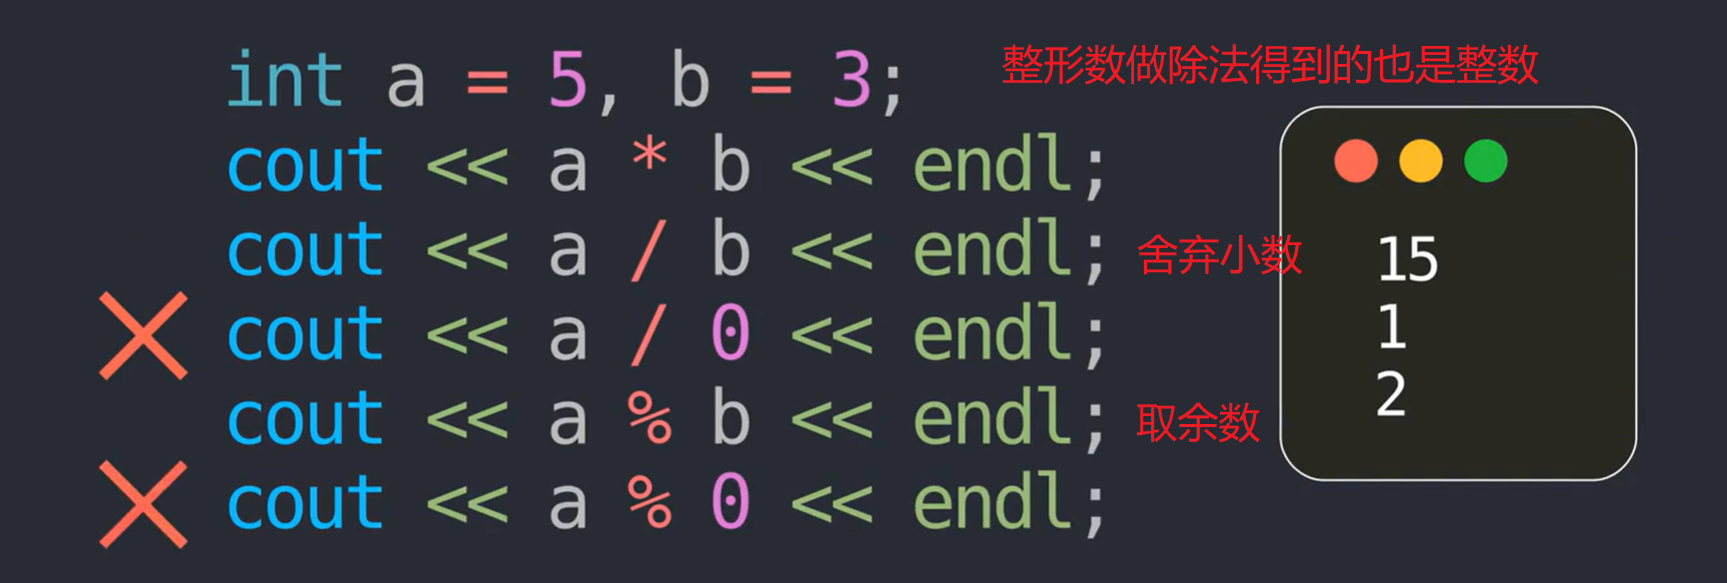 int a = 5, b = 3;
整形数做除法得到的也是整数
cout << a * b << endl;
cout << a / b << endl;
舍弃小数
cout << a / 0 << endl;
cout << a % b << endl;
取余数
cout << a % 0 << endl;
15
1
2